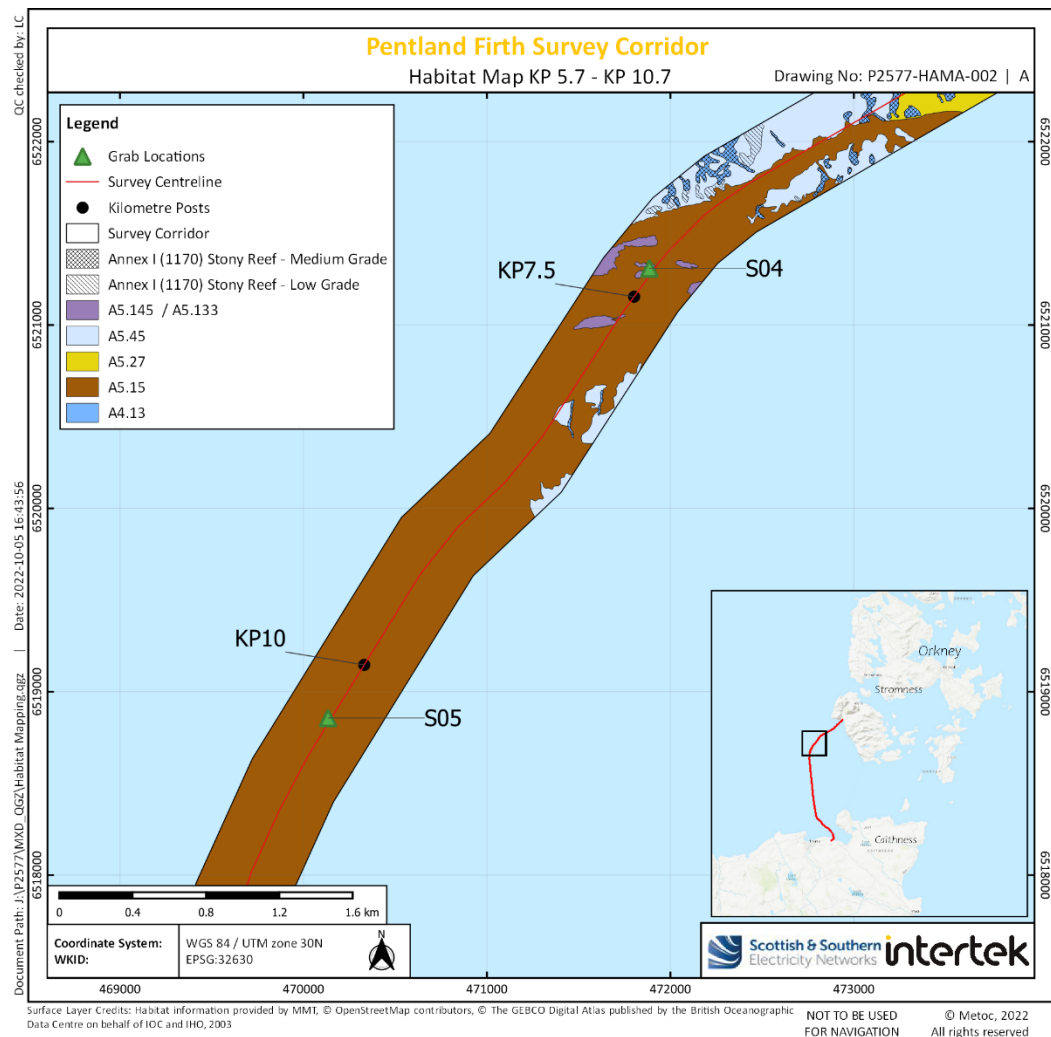 QC checked by: LC
Pentland Firth Survey Corridor
Habitat Map KP 5.7 - KP 10.7
Drawing No: P2577-HAMA-002 | A
Legend
Grab Locations
Survey Centreline
Kilometre Posts
Survey Corridor
Annex I (1170) Stony Reef - Medium Grade
Annex I (1170) Stony Reef - Low Grade
A5.145 / A5.133
A5.45
A5.27
A5.15
A4.13
6522000
6521000
6520000
6519000
6518000
6522000
6521000
6520000
6519000
6518000
KP7.5
S04
KP10
S05
Orkney
Stromness
Caithness
0 0.4 0.8 1.2 1.6 km
Coordinate System: WGS 84 / UTM zone 30N
WKID: EPSG:32630
N
Scottish & Southern
Electricity Networks
intertek
469000 470000 471000 472000 473000
Document Path: J:\P2577\MXD_QGZ\Habitat Mapping.qgz | Date: 2022-10-05 16:43:56
Surface Layer Credits: Habitat information provided by MMT, © OpenStreetMap contributors, © The GEBCO Digital Atlas published by the British Oceanographic
Data Centre on behalf of IOC and IHO, 2003
NOT TO BE USED
FOR NAVIGATION
© Metoc, 2022
All rights reserved